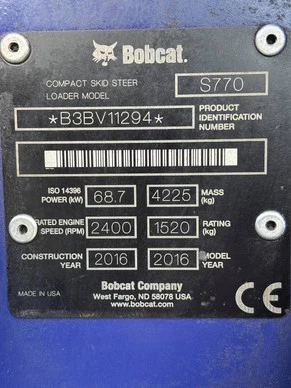 Bobcat.
COMPACT SKID STEER
LOADER MODEL
S770
*B3BV11294*
PRODUCT
IDENTIFICATION
NUMBER
ISO 14396
POWER (kW)
68.7
4225
MASS
(kg)
RATED ENGINE
SPEED (RPM)
2400
1520
RATING
(kg)
CONSTRUCTION
YEAR
2016
2016
MODEL
YEAR
MADE IN USA
Bobcat Company
West Fargo, ND 58078 USA
www.bobcat.com
CE